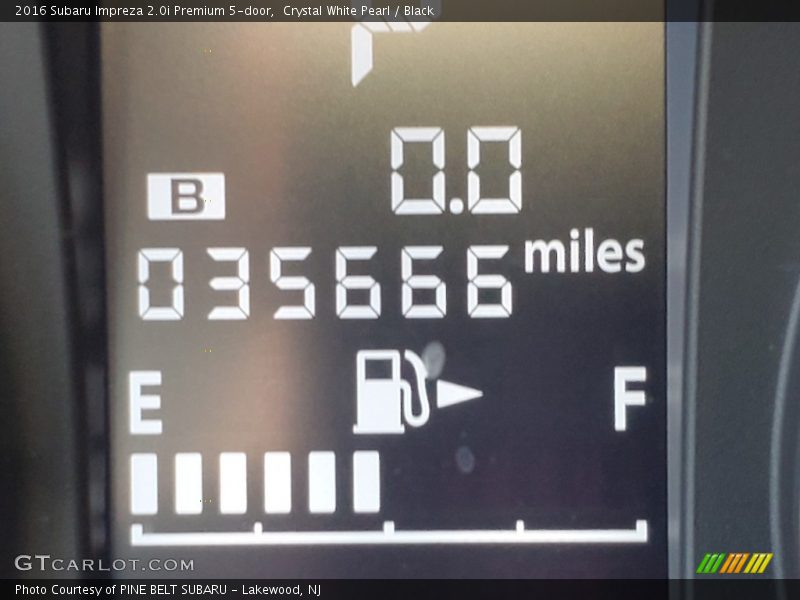 2016 Subaru Impreza 2.0i Premium 5-door,  Crystal White Pearl / Black
0.0
B
035666 miles
E F
GTCARLOT.COM
Photo Courtesy of PINE BELT SUBARU - Lakewood, NJ